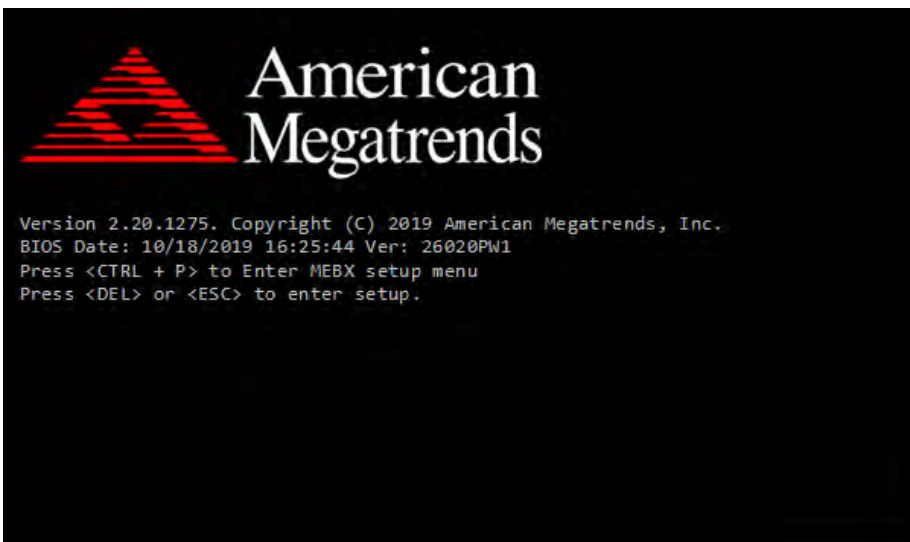 American
Megatrends
Version 2.20.1275. Copyright (C) 2019 American Megatrends, Inc.
BIOS Date: 10/18/2019 16:25:44 Ver: 26020PW1
Press <CTRL + P> to Enter MEBX setup menu
Press <DEL> or <ESC> to enter setup.